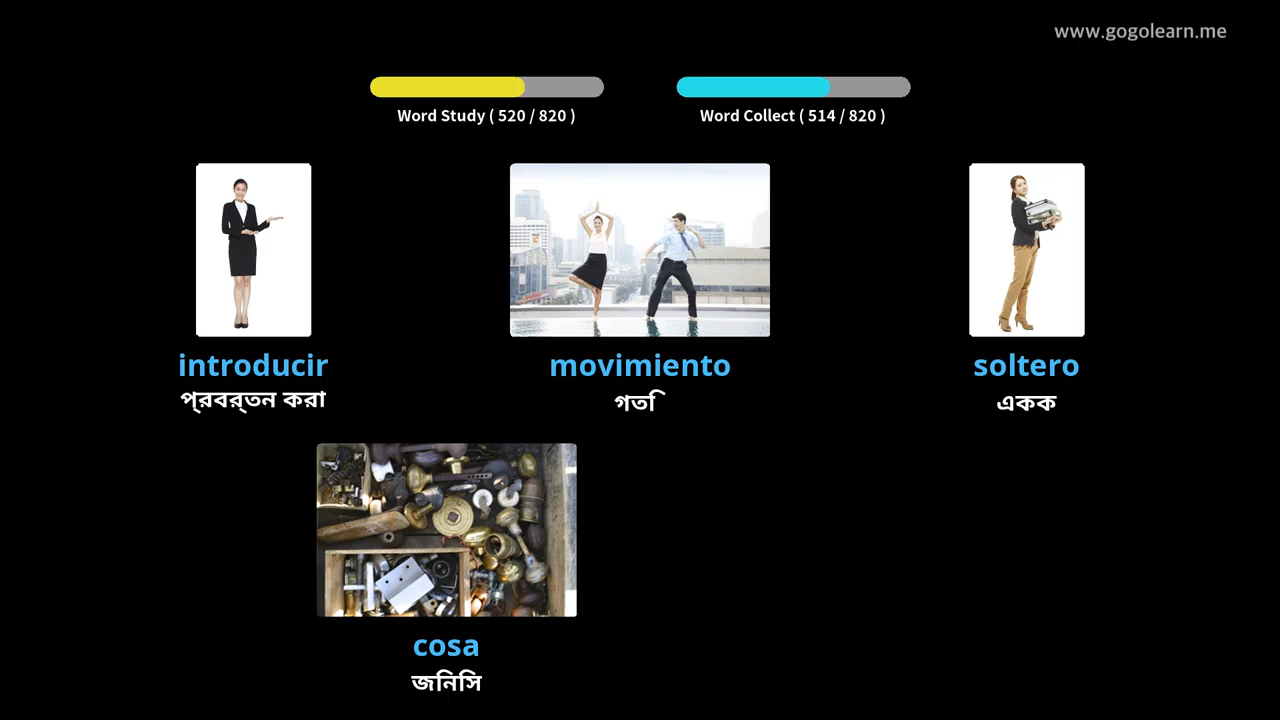 www.gogolearn.me
Word Study ( 520 / 820 )
Word Collect ( 514 / 820 )
introducir
প্রবর্তন করা
movimiento
গতি
soltero
একক
cosa
জিনিস